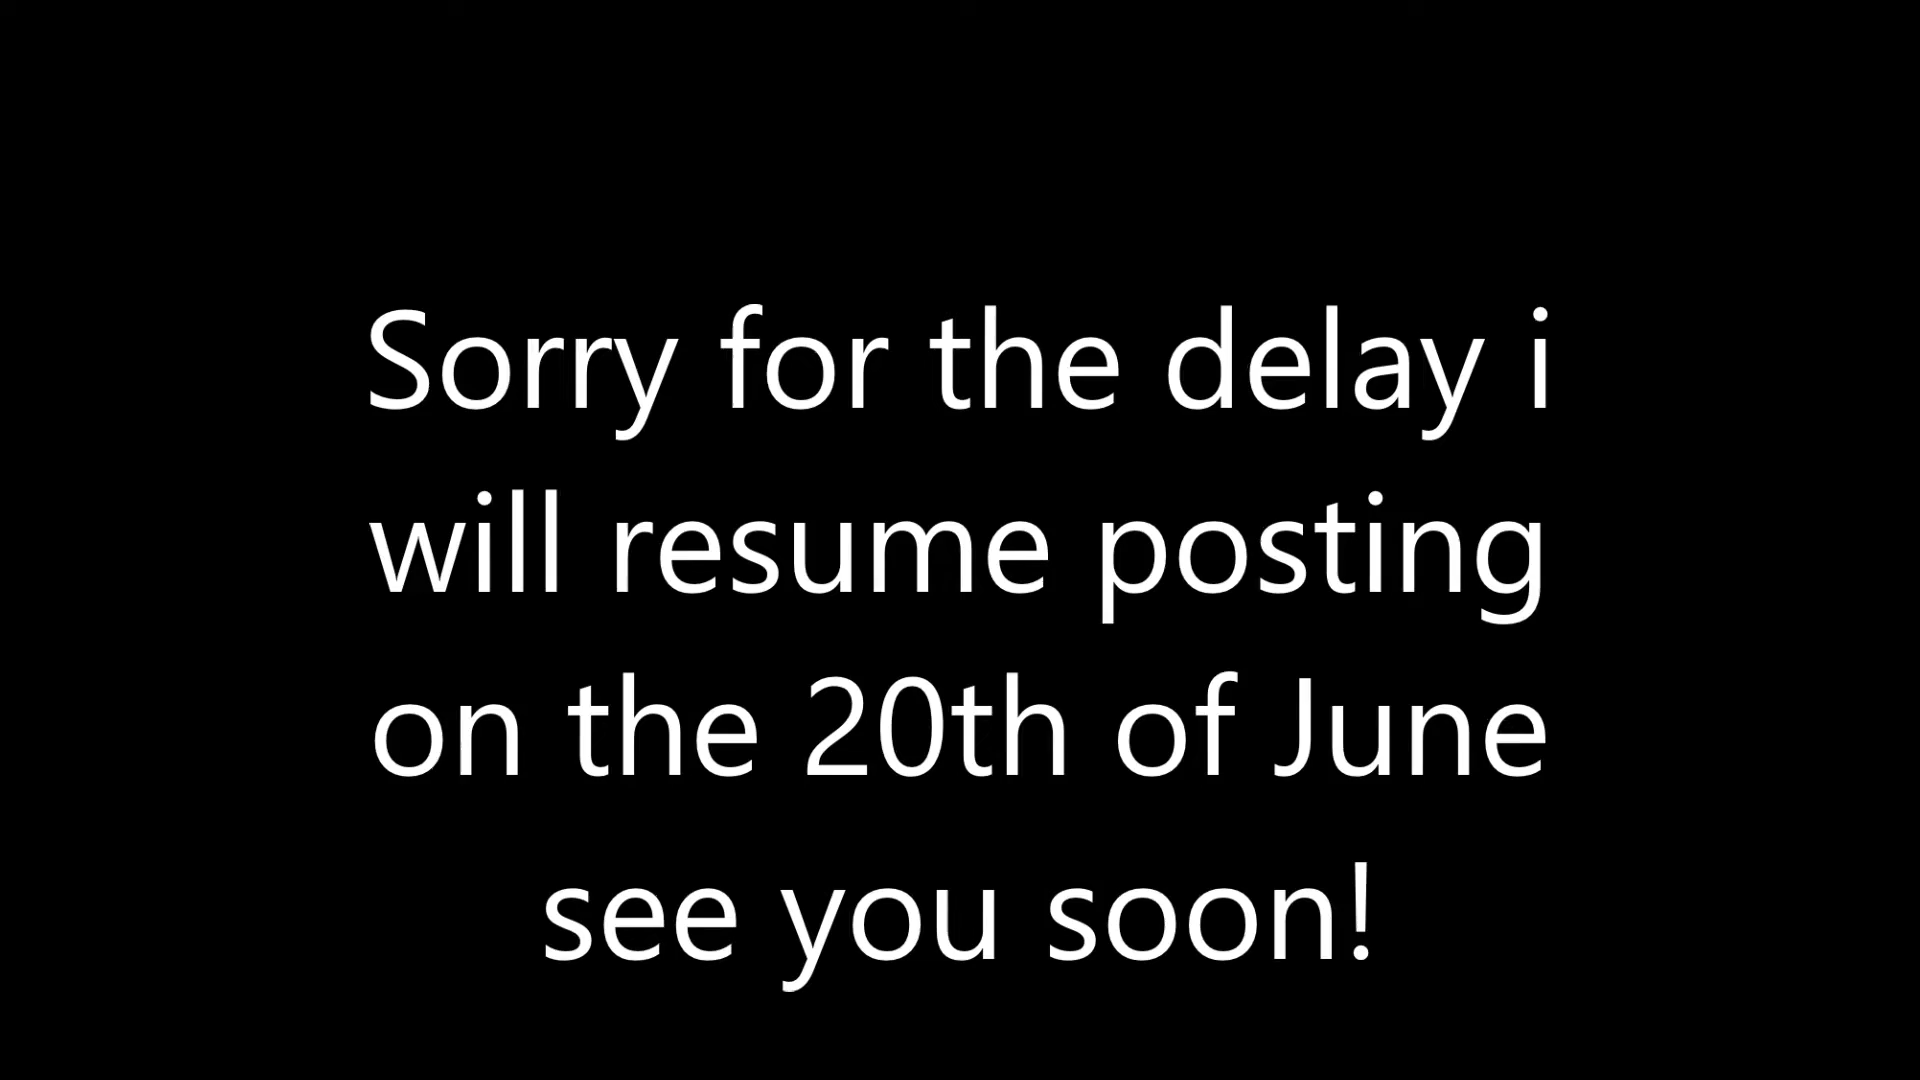 Sorry for the delay i
will resume posting
on the 20th of June
see you soon!